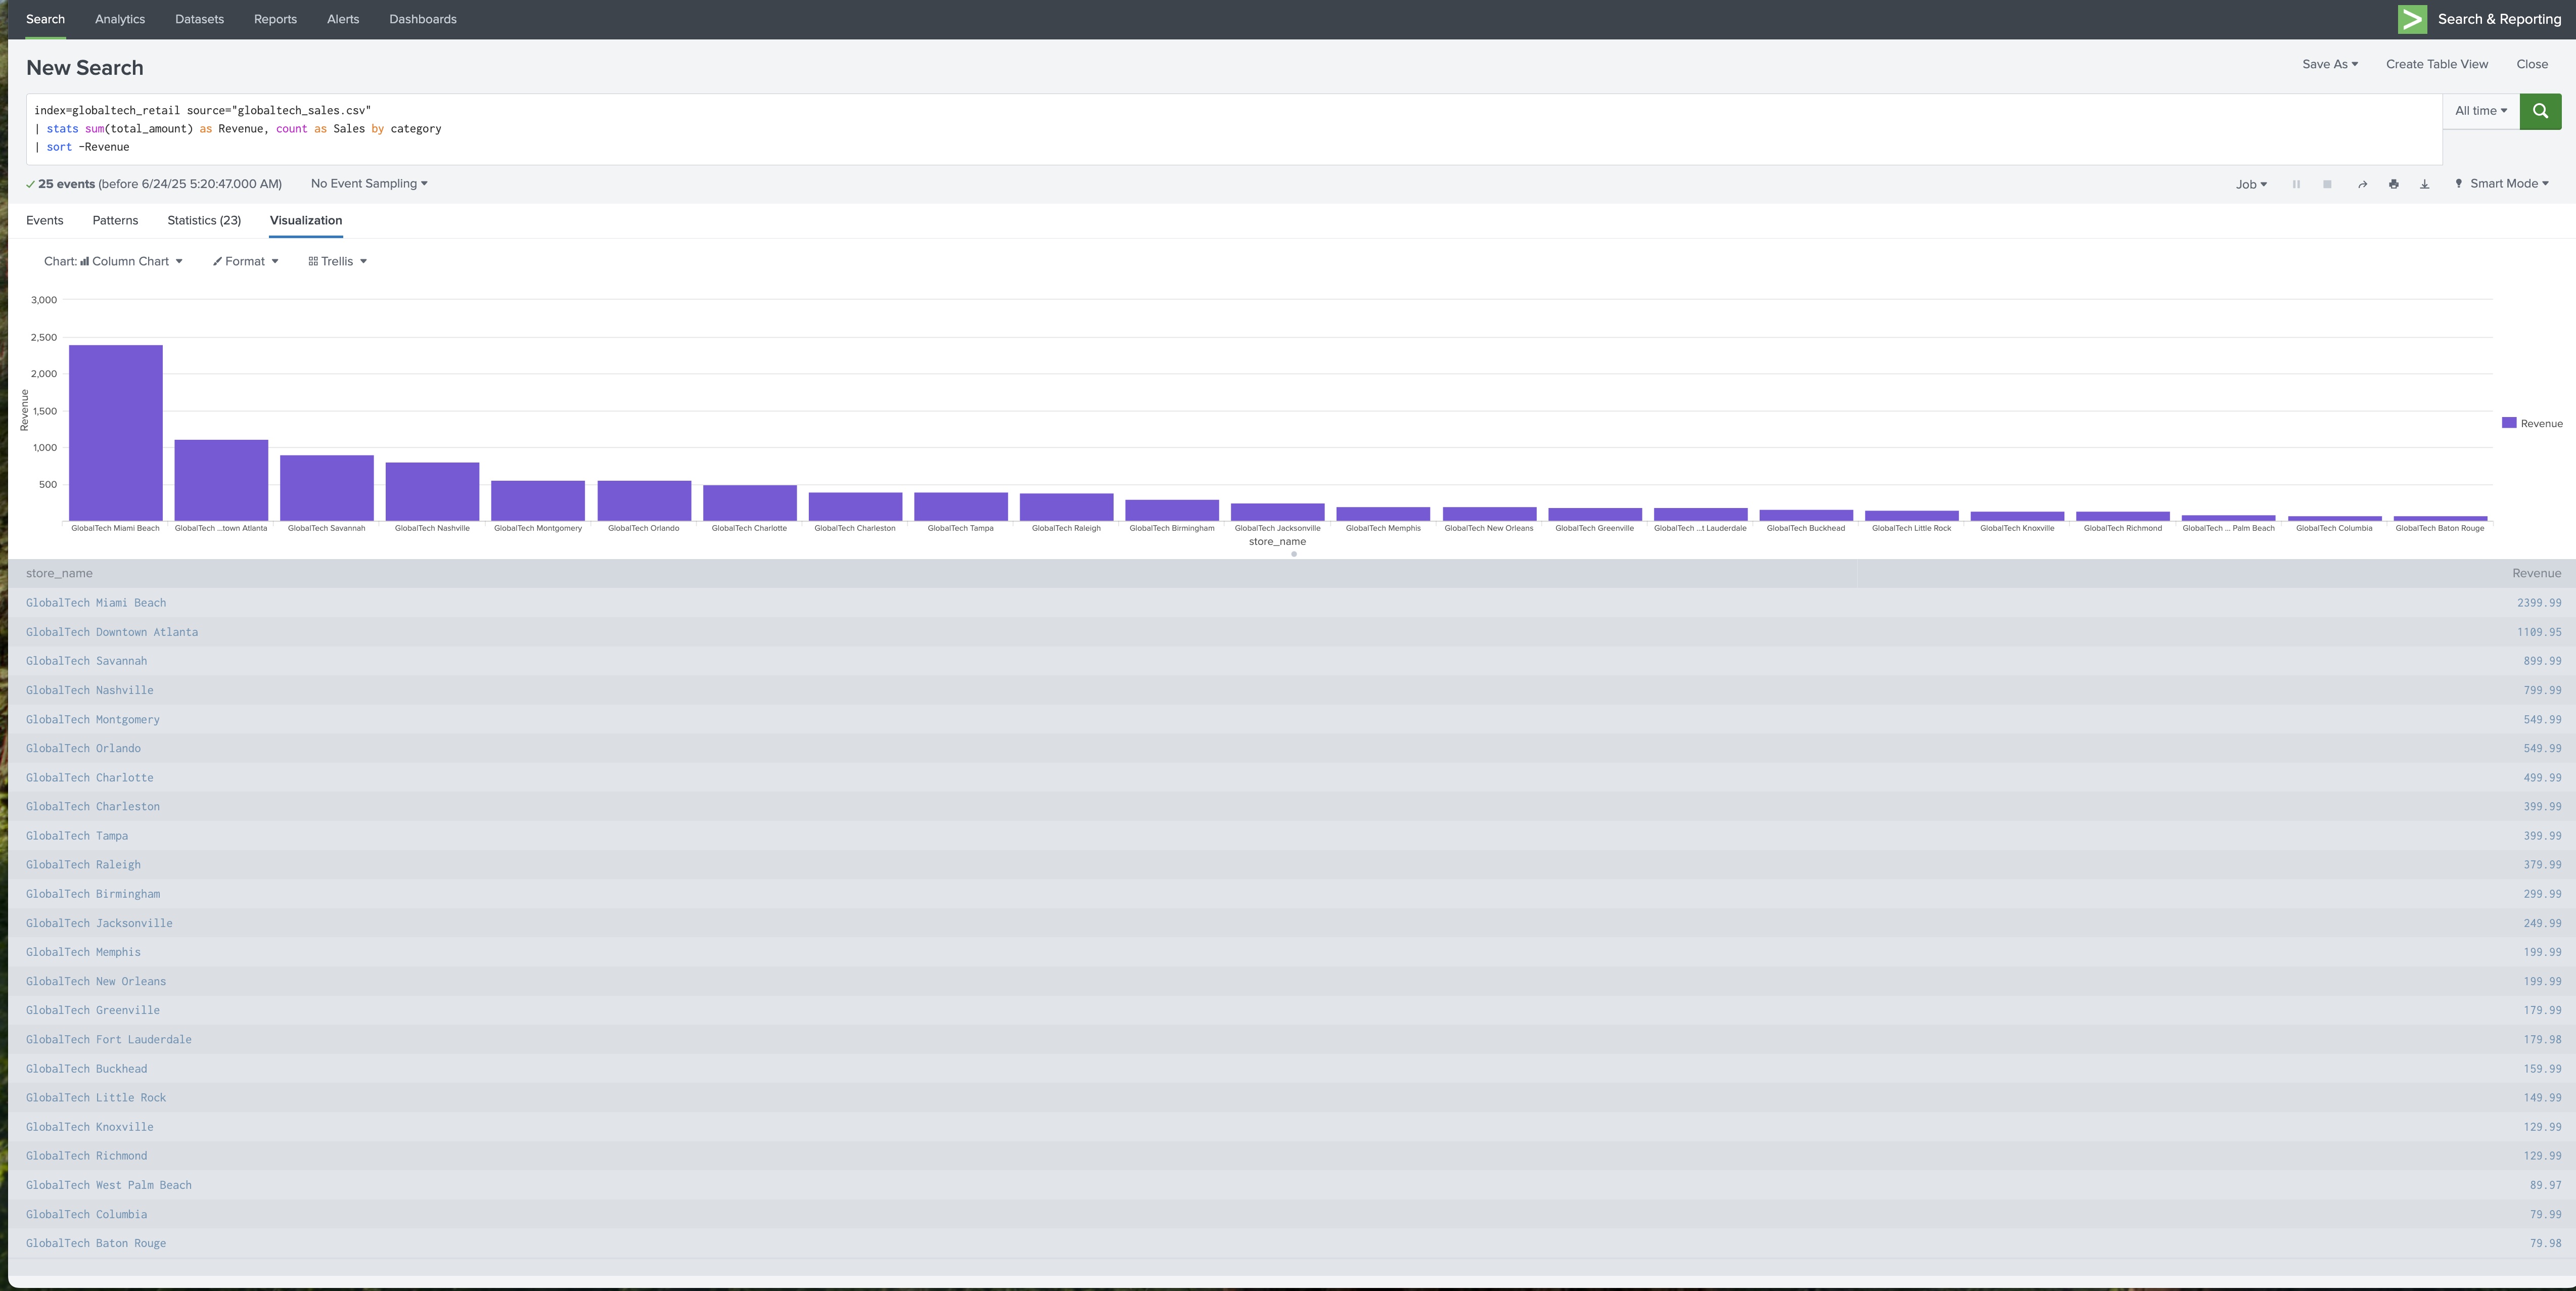 Search Analytics Datasets Reports Alerts Dashboards Search & Reporting
New Search
Save As Create Table View Close
index=globaltech_retail source="globaltech_sales.csv"
| stats sum(total_amount) as Revenue, count as Sales by category
| sort -Revenue
All time
25 events (before 6/24/25 5:20:47.000 AM) No Event Sampling
Job Smart Mode
Events Patterns Statistics (23) Visualization
Chart: Column Chart Format Trellis
3,000
2,500
2,000
1,500
1,000
500
Revenue
Revenue
GlobalTech Miami Beach GlobalTech ...town Atlanta GlobalTech Savannah GlobalTech Nashville GlobalTech Montgomery GlobalTech Orlando GlobalTech Charlotte GlobalTech Charleston GlobalTech Tampa GlobalTech Raleigh GlobalTech Birmingham GlobalTech Jacksonville GlobalTech Memphis GlobalTech New Orleans GlobalTech Greenville GlobalTech ...t Lauderdale GlobalTech Buckhead GlobalTech Little Rock GlobalTech Knoxville GlobalTech Richmond GlobalTech ... Palm Beach GlobalTech Columbia GlobalTech Baton Rouge
store_name
store_name Revenue
GlobalTech Miami Beach 2399.99
GlobalTech Downtown Atlanta 1109.95
GlobalTech Savannah 899.99
GlobalTech Nashville 799.99
GlobalTech Montgomery 549.99
GlobalTech Orlando 549.99
GlobalTech Charlotte 499.99
GlobalTech Charleston 399.99
GlobalTech Tampa 399.99
GlobalTech Raleigh 379.99
GlobalTech Birmingham 299.99
GlobalTech Jacksonville 249.99
GlobalTech Memphis 199.99
GlobalTech New Orleans 199.99
GlobalTech Greenville 179.99
GlobalTech Fort Lauderdale 179.98
GlobalTech Buckhead 159.99
GlobalTech Little Rock 149.99
GlobalTech Knoxville 129.99
GlobalTech Richmond 129.99
GlobalTech West Palm Beach 89.97
GlobalTech Columbia 79.99
GlobalTech Baton Rouge 79.98